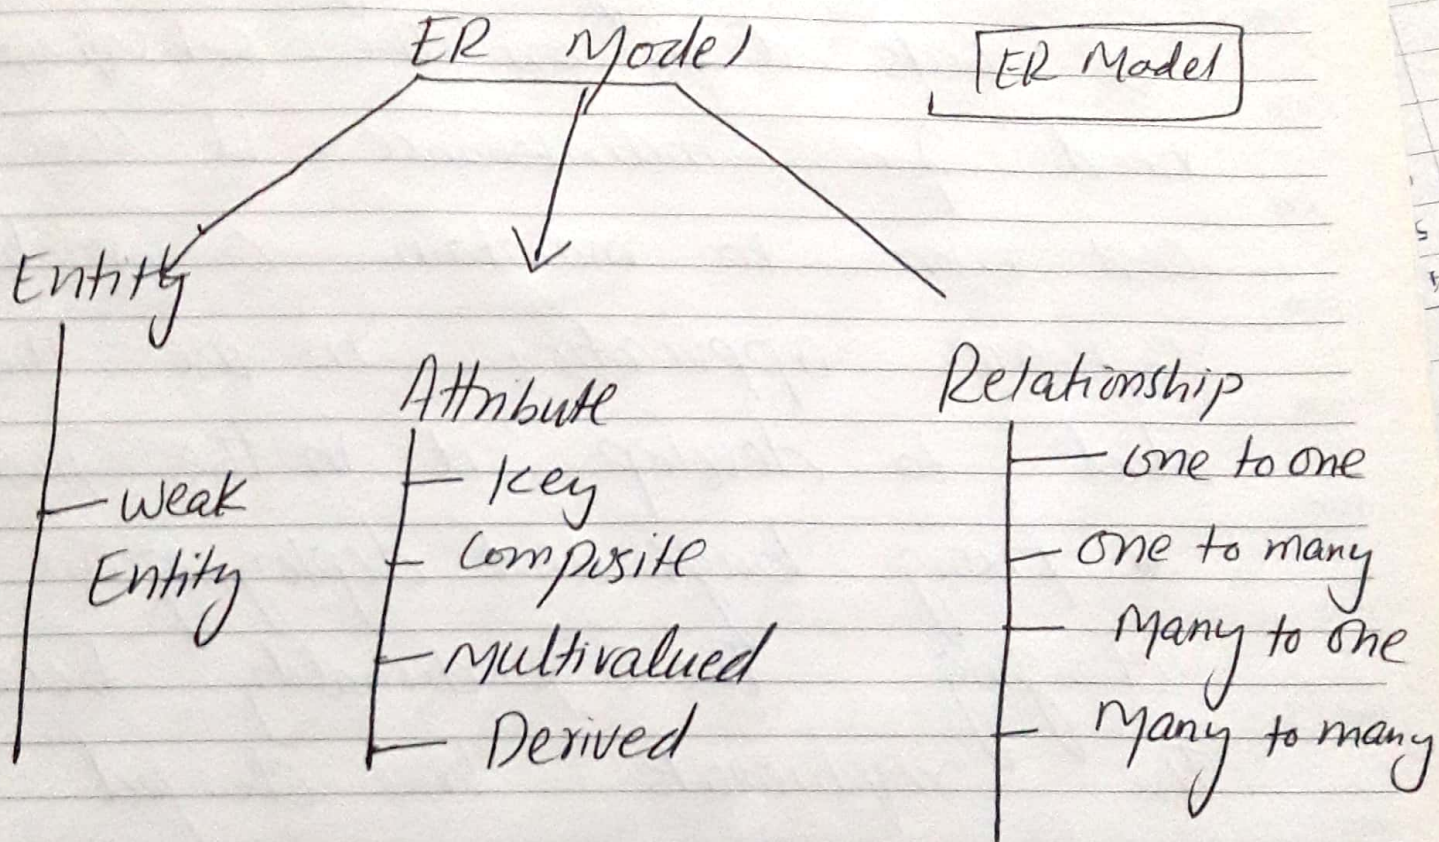 ER Model
ER Model
Entity
Weak
Entity
Attribute
Key
Composite
Multivalued
Derived
Relationship
one to one
one to many
Many to one
Many to many